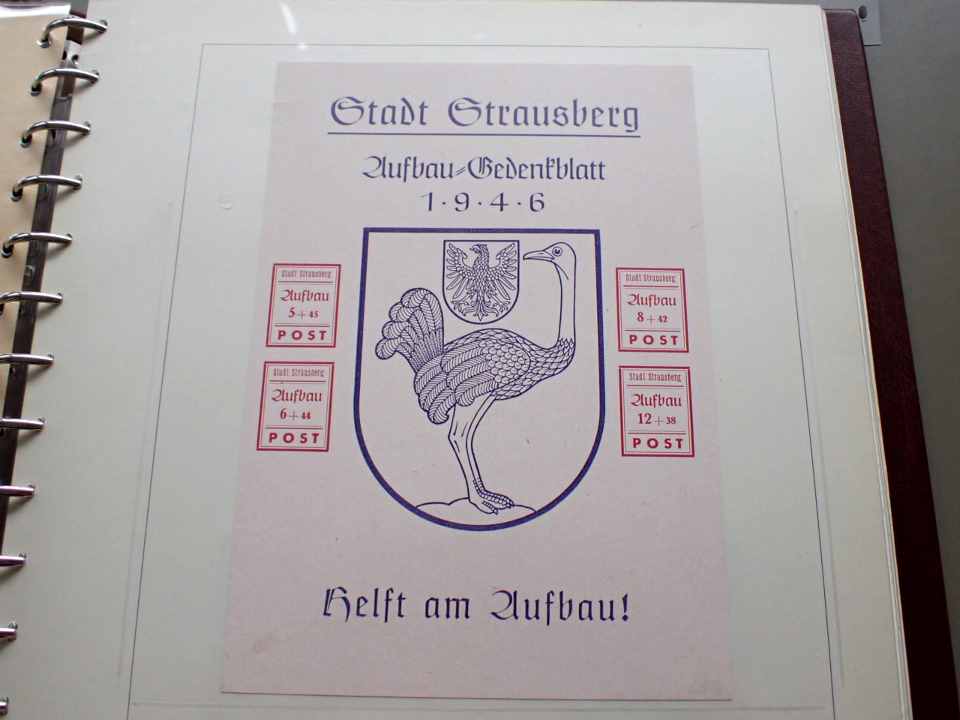 Stadt Strausberg
Aufbau-Gedenkblatt
1·9·4·6
Stadt Strausberg
Aufbau
5+45
POST
Stadt Strausberg
Aufbau
6+44
POST
Stadt Strausberg
Aufbau
8+42
POST
Stadt Strausberg
Aufbau
12+38
POST
Helft am Aufbau!